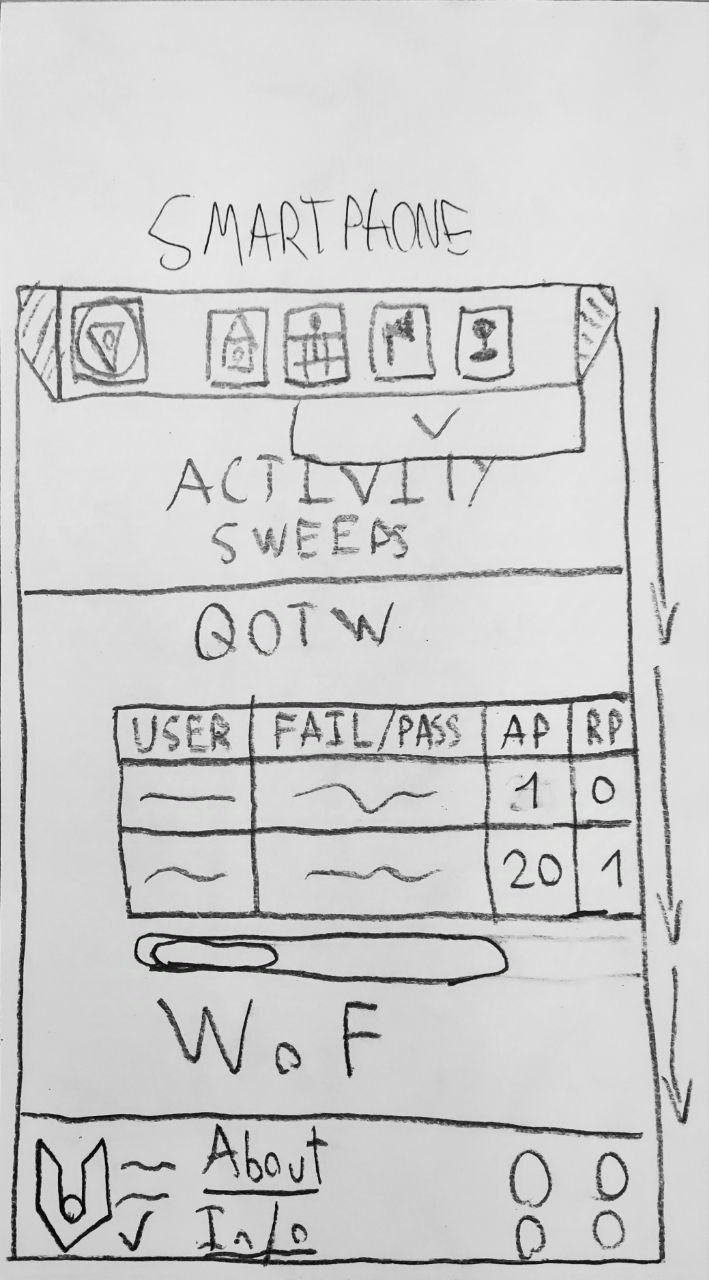 SMARTPHONE
ACTIVITY
SWEEPS
QOTW
USER FAIL/PASS AP RP
1 0
20 1
WoF
About
Info